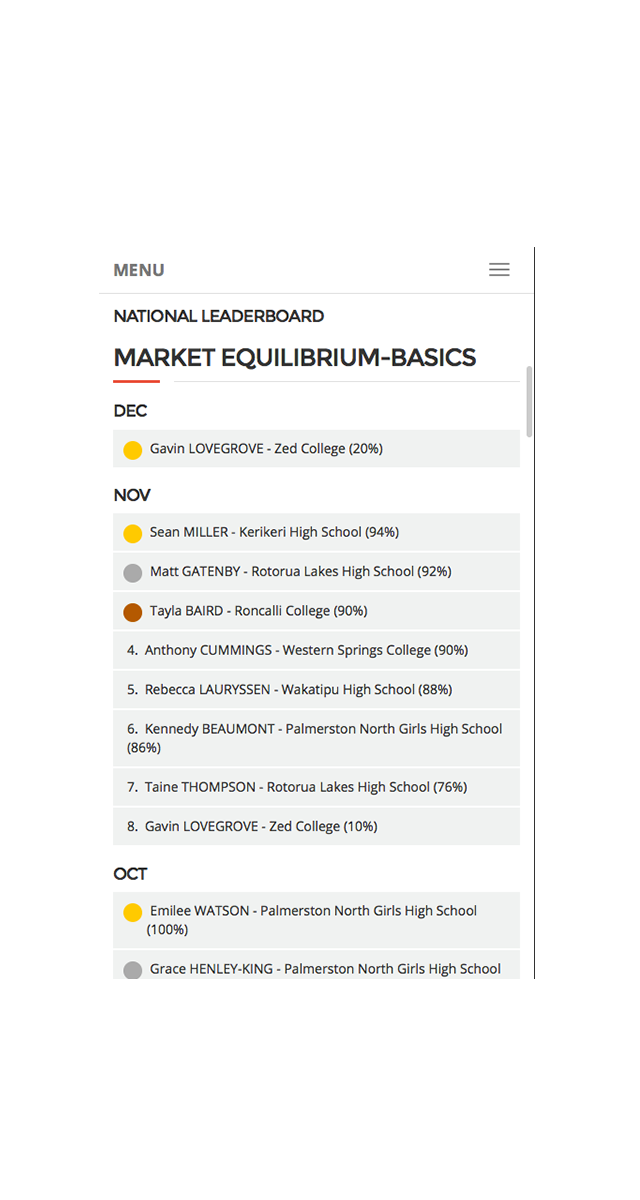 MENU
NATIONAL LEADERBOARD
MARKET EQUILIBRIUM-BASICS
DEC
Gavin LOVEGROVE - Zed College (20%)
NOV
Sean MILLER - Kerikeri High School (94%)
Matt GATENBY - Rotorua Lakes High School (92%)
Tayla BAIRD - Roncalli College (90%)
4. Anthony CUMMINGS - Western Springs College (90%)
5. Rebecca LAURYSSEN - Wakatipu High School (88%)
6. Kennedy BEAUMONT - Palmerston North Girls High School
(86%)
7. Taine THOMPSON - Rotorua Lakes High School (76%)
8. Gavin LOVEGROVE - Zed College (10%)
OCT
Emilee WATSON - Palmerston North Girls High School
(100%)
Grace HENLEY-KING - Palmerston North Girls High School